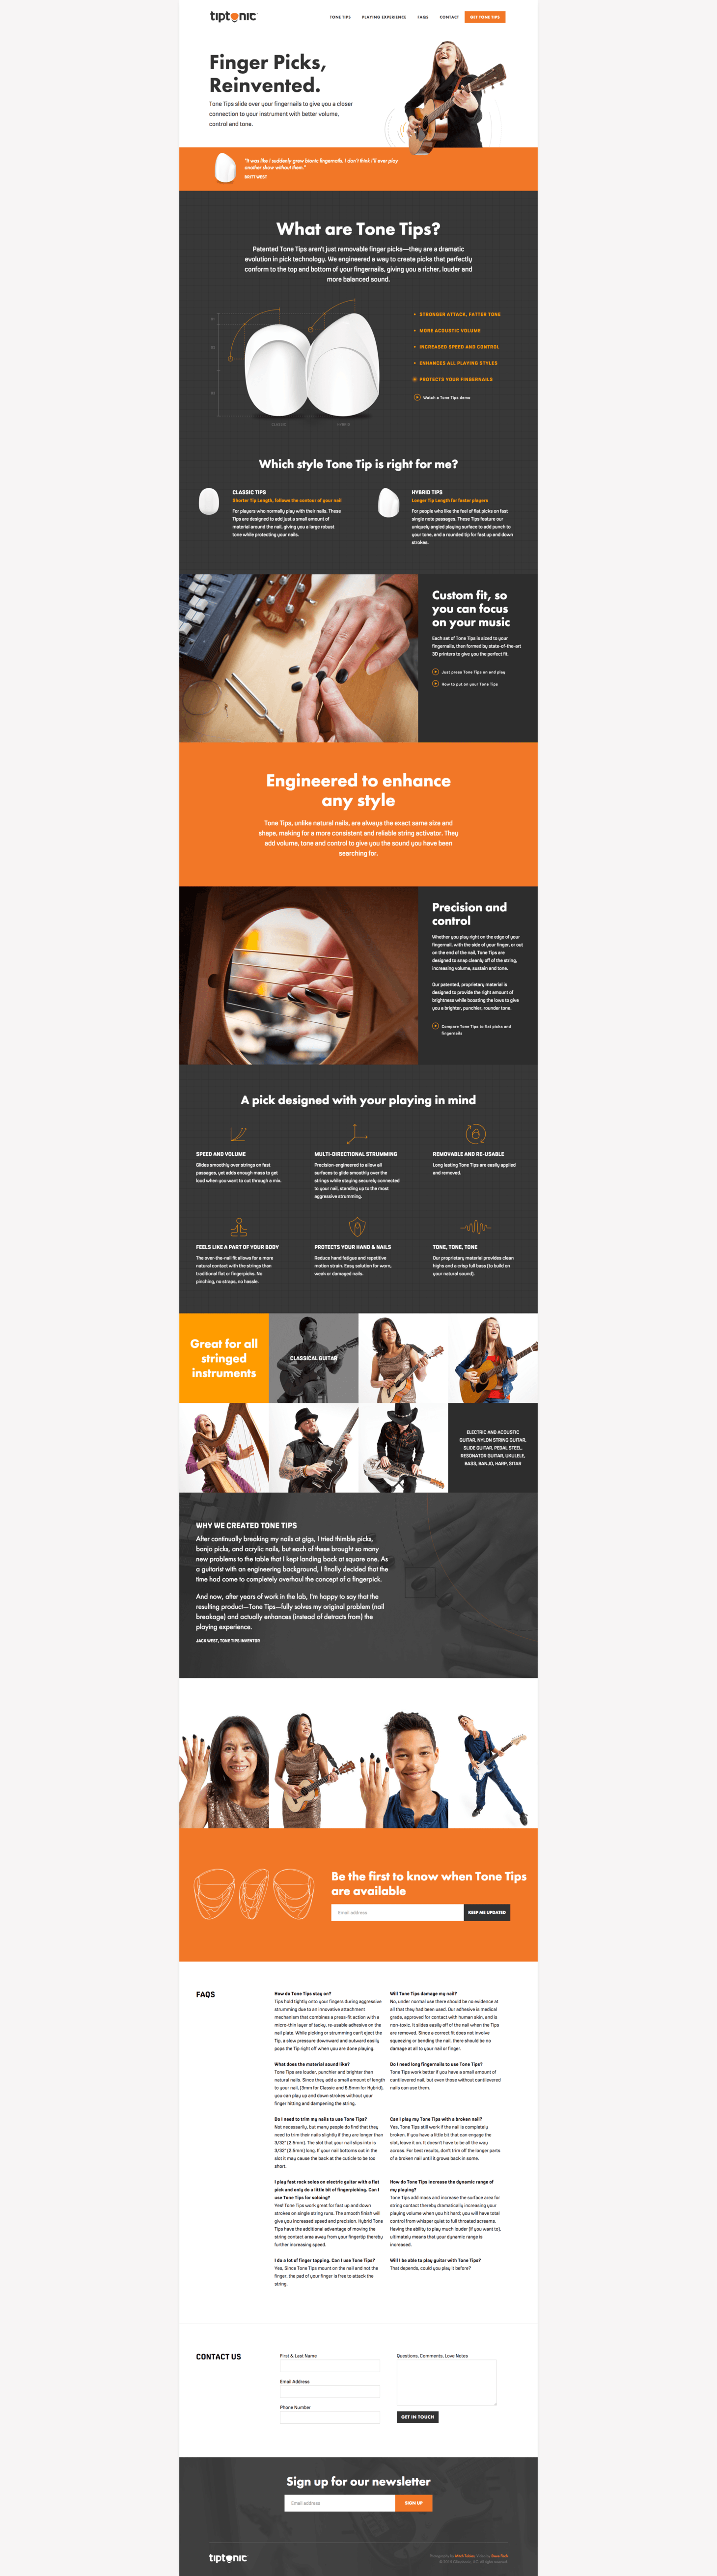 tiptonic
TONE TIPS
PLAYING EXPERIENCE
FAQS
CONTACT
GET TONE TIPS
Finger Picks,
Reinvented.
Tone Tips slide over your fingernails to give you a closer
connection to your instrument with better volume,
control and tone.
"It was like I suddenly grew bionic fingernails. I don't think I'll ever play
another show without them."
BRITT WEST
What are Tone Tips?
Patented Tone Tips aren't just removable finger picks—they are a dramatic
evolution in pick technology. We engineered a way to create picks that perfectly
conform to the top and bottom of your fingernails, giving you a richer, louder and
more balanced sound.
STRONGER ATTACK, FATTER TONE
MORE ACOUSTIC VOLUME
INCREASED SPEED AND CONTROL
ENHANCES ALL PLAYING STYLES
PROTECTS YOUR FINGERNAILS
Watch a Tone Tips demo
CLASSIC
HYBRID
Which style Tone Tip is right for me?
CLASSIC TIPS
Shorter Tip Length, follows the contour of your nail
For players who normally play with their nails. These
Tips are designed to add just a small amount of
material around the nail, giving you a large robust
tone while protecting your nails.
HYBRID TIPS
Longer Tip Length for faster players
For people who like the feel of flat picks on fast
single note passages. These Tips feature our
uniquely angled playing surface to add punch to
your tone, and a rounded tip for fast up and down
strokes.
Custom fit, so
you can focus
on your music
Each set of Tone Tips is sized to your
fingernails, then formed by state-of-the-art
3D printers to give you the perfect fit.
Just press Tone Tips on and play
How to put on your Tone Tips
Engineered to enhance
any style
Tone Tips, unlike natural nails, are always the exact same size and
shape, making for a more consistent and reliable string activator. They
add volume, tone and control to give you the sound you have been
searching for.
Precision and
control
Whether you play right on the edge of your
fingernail, with the side of your finger, or out
on the end of the nail, Tone Tips are
designed to snap cleanly off of the string,
increasing volume, sustain and tone.
Our patented, proprietary material is
designed to provide the right amount of
brightness while boosting the lows to give
you a brighter, punchier, rounder tone.
Compare Tone Tips to flat picks and
fingernails
A pick designed with your playing in mind
SPEED AND VOLUME
Glides smoothly over strings on fast
passages, yet adds enough mass to get
loud when you want to cut through a mix.
MULTI-DIRECTIONAL STRUMMING
Precision-engineered to allow all
surfaces to glide smoothly over the
strings while staying securely connected
to your nail, standing up to the most
aggressive strumming.
REMOVABLE AND RE-USABLE
Long lasting Tone Tips are easily applied
and removed.
FEELS LIKE A PART OF YOUR BODY
The over-the-nail fit allows for a more
natural contact with the strings than
traditional flat or fingerpicks. No
pinching, no straps, no hassle.
PROTECTS YOUR HAND & NAILS
Reduce hand fatigue and repetitive
motion strain. Easy solution for worn,
weak or damaged nails.
TONE, TONE, TONE
Our proprietary material provides clean
highs and a crisp full bass (to build on
your natural sound).
Great for all
stringed
instruments
CLASSICAL GUITAR
ELECTRIC AND ACOUSTIC
GUITAR, NYLON STRING GUITAR,
SLIDE GUITAR, PEDAL STEEL,
RESONATOR GUITAR, UKULELE,
BASS, BANJO, HARP, SITAR
WHY WE CREATED TONE TIPS
After continually breaking my nails at gigs, I tried thimble picks,
banjo picks, and acrylic nails, but each of these brought so many
new problems to the table that I kept landing back at square one. As
a guitarist with an engineering background, I finally decided that the
time had come to completely overhaul the concept of a fingerpick.
And now, after years of work in the lab, I'm happy to say that the
resulting product—Tone Tips—fully solves my original problem (nail
breakage) and actually enhances (instead of detracts from) the
playing experience.
JACK WEST, TONE TIPS INVENTOR
Be the first to know when Tone Tips
are available
Email address
KEEP ME UPDATED
FAQS
How do Tone Tips stay on?
Tips hold tightly onto your fingers during aggressive
strumming due to an innovative attachment
mechanism that combines a press-fit action with a
micro-thin layer of tacky, re-usable adhesive on the
nail plate. While picking or strumming can't eject the
Tip, a slow pressure downward and outward easily
pops the Tip right off when you are done playing.
Will Tone Tips damage my nail?
No, under normal use there should be no evidence at
all that they had been used. Our adhesive is medical
grade, approved for contact with human skin, and is
non-toxic. It slides easily off of the nail when the Tips
are removed. Since a correct fit does not involve
squeezing or bending the nail, there should be no
damage at all to your nail or finger.
What does the material sound like?
Tone Tips are louder, punchier and brighter than
natural nails. Since they add a small amount of length
to your nail, (3mm for Classic and 6.5mm for Hybrid),
you can play up and down strokes without your
finger hitting and dampening the string.
Do I need long fingernails to use Tone Tips?
Tone Tips work better if you have a small amount of
cantilevered nail, but even those without cantilevered
nails can use them.
Do I need to trim my nails to use Tone Tips?
Not necessarily, but many people do find that they
need to trim their nails slightly if they are longer than
3/32" (2.5mm). The slot that your nail slips into is
3/32" (2.5mm) long. If your nail bottoms out in the
slot it may cause the back at the cuticle to be too
short.
Can I play my Tone Tips with a broken nail?
Yes, Tone Tips still work if the nail is completely
broken. If you have a little bit that can engage the
slot, leave it on. It doesn't have to be all the way
across. For best results, don't trim off the longer parts
of a broken nail until it grows back in some.
I play fast rock solos on electric guitar with a flat
pick and only do a little bit of fingerpicking. Can I
use Tone Tips for soloing?
Yes! Tone Tips work great for fast up and down
strokes on single string runs. The smooth finish will
give you increased speed and precision. Hybrid Tone
Tips have the additional advantage of moving the
string contact area away from your fingertip thereby
further increasing speed.
How do Tone Tips increase the dynamic range of
my playing?
Tone Tips add mass and increase the surface area for
string contact thereby dramatically increasing your
playing volume when you hit hard; you will have total
control from whisper quiet to full throated screams.
Having the ability to play much louder (if you want to),
ultimately means that your dynamic range is
increased.
I do a lot of finger tapping. Can I use Tone Tips?
Yes, Since Tone Tips mount on the nail and not the
finger, the pad of your finger is free to attack the
string.
Will I be able to play guitar with Tone Tips?
That depends, could you play it before?
CONTACT US
First & Last Name
Email Address
Phone Number
Questions, Comments, Love Notes
GET IN TOUCH
Sign up for our newsletter
Email address
SIGN UP
tiptonic